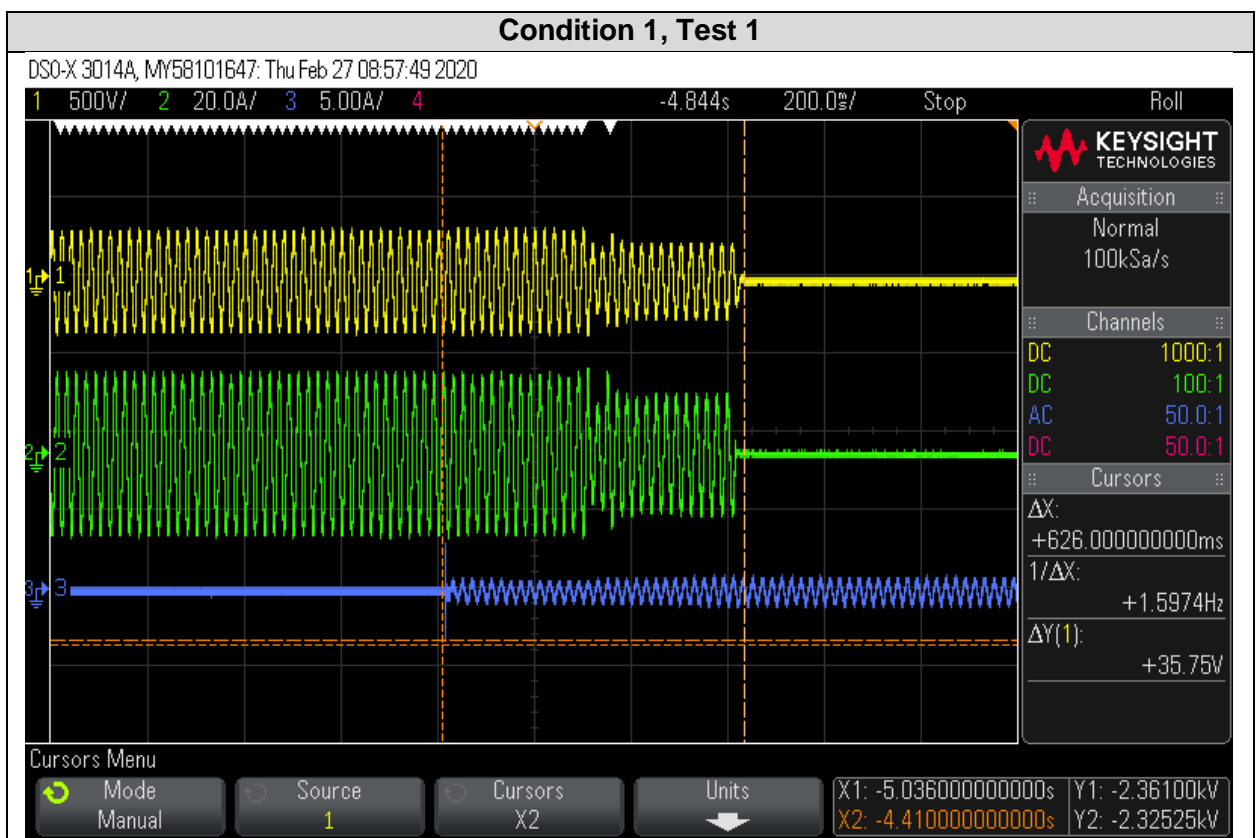 Condition 1, Test 1
DSO-X 3014A, MY58101647: Thu Feb 27 08:57:49 2020
1 500V/ 2 20.0A/ 3 5.00A/ 4 -4.844s 200.0ms/ Stop Roll
KEYSIGHT
TECHNOLOGIES
Acquisition
Normal
100kSa/s
1
Channels
DC 1000:1
DC 100:1
AC 50.0:1
DC 50.0:1
2
Cursors
ΔX:
+626.000000000ms
3
1/ΔX:
+1.5974Hz
ΔY(1):
+35.75V
Cursors Menu
Mode
Manual
Source
1
Cursors
X2
Units
X1: -5.036000000000s Y1: -2.36100kV
X2: -4.410000000000s Y2: -2.32525kV